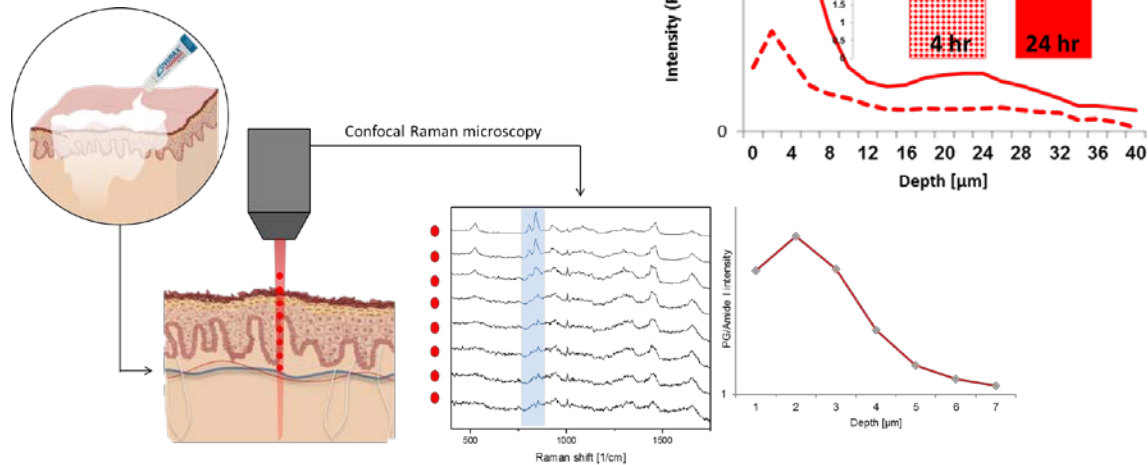 Confocal Raman microscopy
500
1000
1500
Raman shift [1/cm]
Intensity
1.5
1
0.5
0
4 hr
24 hr
0
0 4 8 12 16 20 24 28 32 36 40
Depth [µm]
PG/Amide I intensity
1
1 2 3 4 5 6 7
Depth [µm]